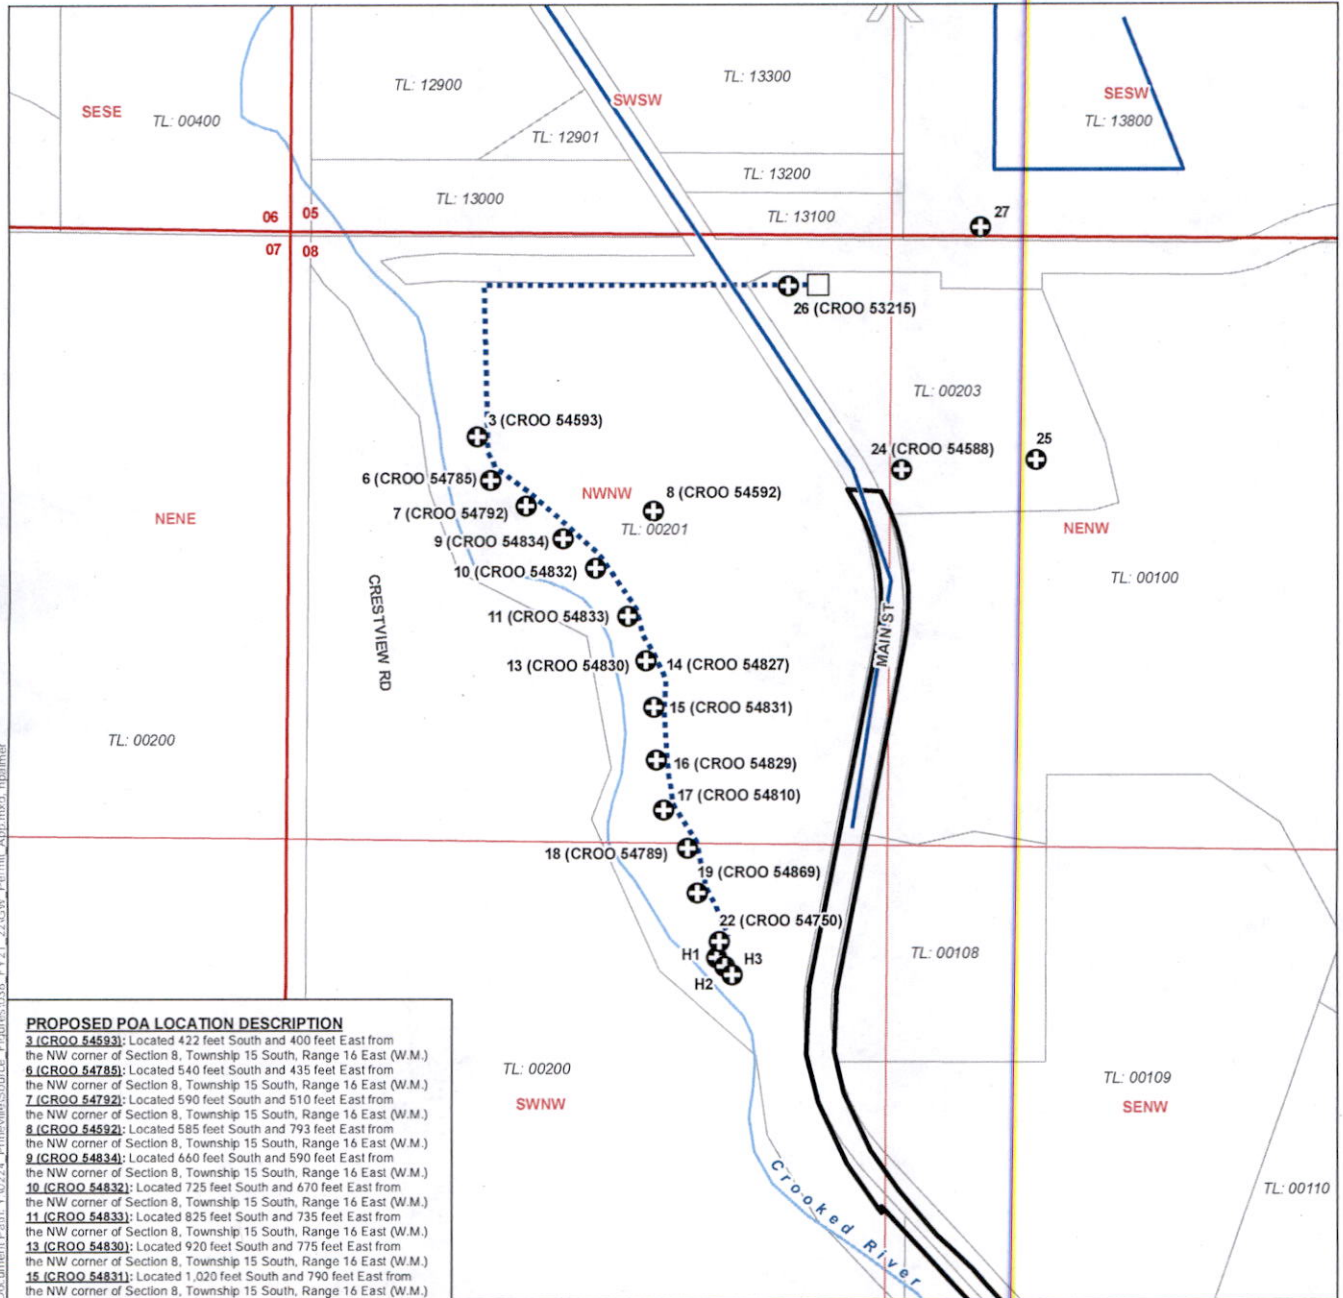 TL: 12900
TL: 13300
SWSW
SESE
TL: 00400
SESW
TL: 13800
TL: 12901
TL: 13200
TL: 13000
TL: 13100
06 05
07 08
27
26 (CROO 53215)
TL: 00203
3 (CROO 54593)
24 (CROO 54588)
25
6 (CROO 54785)
NWNW
8 (CROO 54592)
7 (CROO 54792)
TL: 00201
NENE
NENW
9 (CROO 54834)
10 (CROO 54832)
TL: 00100
CRESTVIEW RD
11 (CROO 54833)
MAIN ST
13 (CROO 54830)
14 (CROO 54827)
15 (CROO 54831)
TL: 00200
16 (CROO 54829)
17 (CROO 54810)
18 (CROO 54789)
19 (CROO 54869)
22 (CROO 54750)
H1
H3
H2
TL: 00108
TL: 00200
SWNW
TL: 00109
SENW
TL: 00110
Crooked River
PROPOSED POA LOCATION DESCRIPTION
3 (CROO 54593): Located 422 feet South and 400 feet East from
the NW corner of Section 8, Township 15 South, Range 16 East (W.M.)
6 (CROO 54785): Located 540 feet South and 435 feet East from
the NW corner of Section 8, Township 15 South, Range 16 East (W.M.)
7 (CROO 54792): Located 590 feet South and 510 feet East from
the NW corner of Section 8, Township 15 South, Range 16 East (W.M.)
8 (CROO 54592): Located 585 feet South and 793 feet East from
the NW corner of Section 8, Township 15 South, Range 16 East (W.M.)
9 (CROO 54834): Located 660 feet South and 590 feet East from
the NW corner of Section 8, Township 15 South, Range 16 East (W.M.)
10 (CROO 54832): Located 725 feet South and 670 feet East from
the NW corner of Section 8, Township 15 South, Range 16 East (W.M.)
11 (CROO 54833): Located 825 feet South and 735 feet East from
the NW corner of Section 8, Township 15 South, Range 16 East (W.M.)
13 (CROO 54830): Located 920 feet South and 775 feet East from
the NW corner of Section 8, Township 15 South, Range 16 East (W.M.)
15 (CROO 54831): Located 1,020 feet South and 790 feet East from
the NW corner of Section 8, Township 15 South, Range 16 East (W.M.)